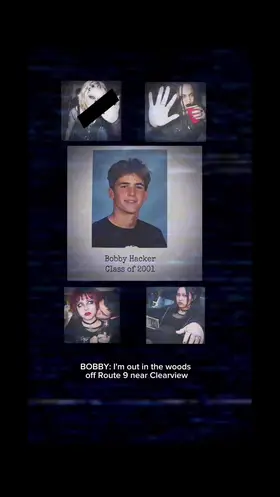 Bobby Hacker
Class of 2001
BOBBY: I'm out in the woods
off Route 9 near Clearview